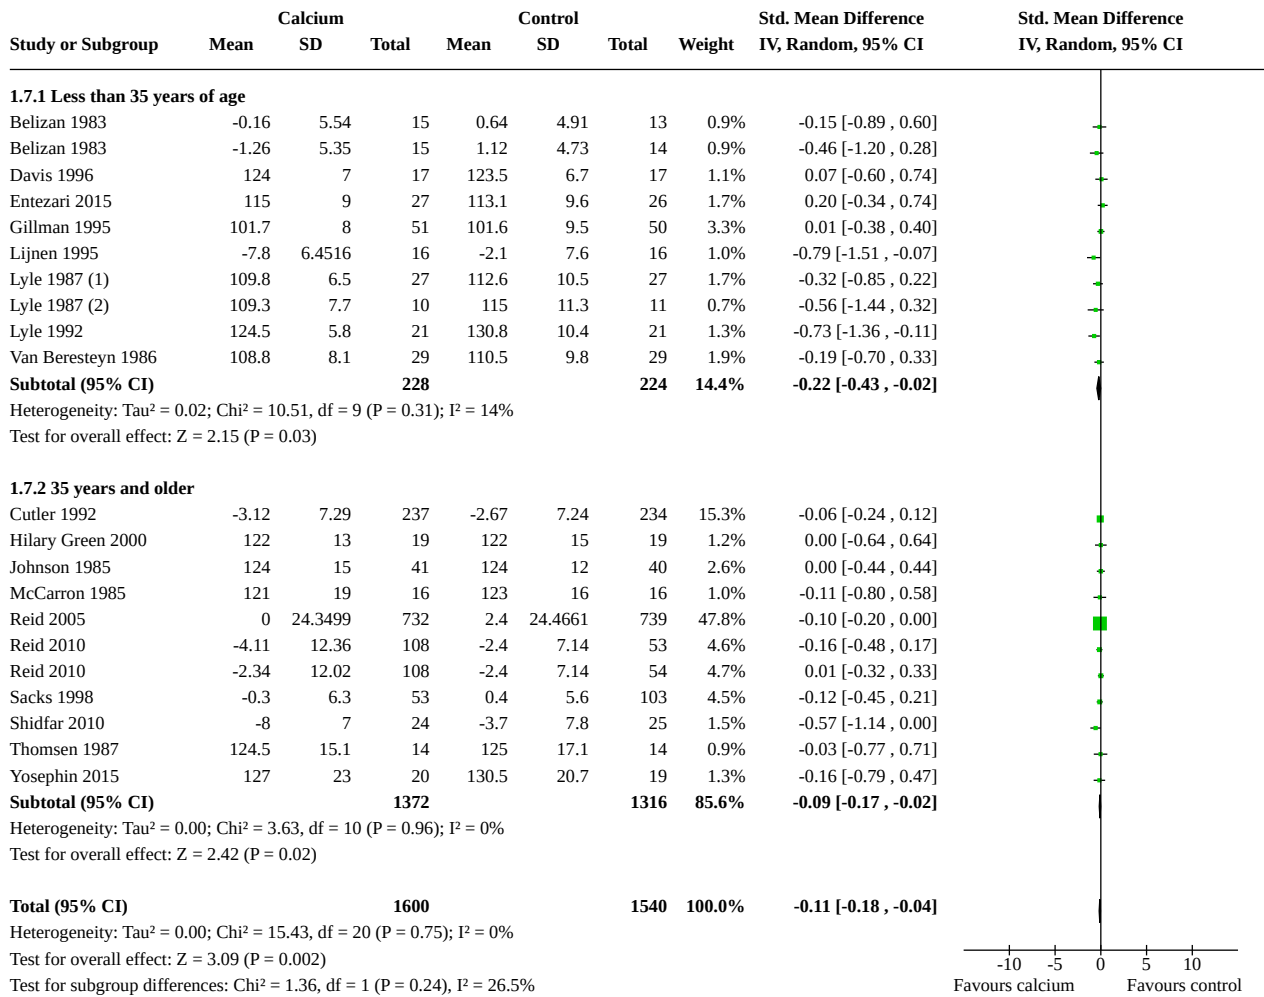 Calcium Control Std. Mean Difference Std. Mean Difference
Study or Subgroup Mean SD Total Mean SD Total Weight IV, Random, 95% CI IV, Random, 95% CI
1.7.1 Less than 35 years of age
Belizan 1983 -0.16 5.54 15 0.64 4.91 13 0.9% -0.15 [-0.89 , 0.60]
Belizan 1983 -1.26 5.35 15 1.12 4.73 14 0.9% -0.46 [-1.20 , 0.28]
Davis 1996 124 7 17 123.5 6.7 17 1.1% 0.07 [-0.60 , 0.74]
Entezari 2015 115 9 27 113.1 9.6 26 1.7% 0.20 [-0.34 , 0.74]
Gillman 1995 101.7 8 51 101.6 9.5 50 3.3% 0.01 [-0.38 , 0.40]
Lijnen 1995 -7.8 6.4516 16 -2.1 7.6 16 1.0% -0.79 [-1.51 , -0.07]
Lyle 1987 (1) 109.8 6.5 27 112.6 10.5 27 1.7% -0.32 [-0.85 , 0.22]
Lyle 1987 (2) 109.3 7.7 10 115 11.3 11 0.7% -0.56 [-1.44 , 0.32]
Lyle 1992 124.5 5.8 21 130.8 10.4 21 1.3% -0.73 [-1.36 , -0.11]
Van Beresteyn 1986 108.8 8.1 29 110.5 9.8 29 1.9% -0.19 [-0.70 , 0.33]
Subtotal (95% CI) 228 224 14.4% -0.22 [-0.43 , -0.02]
Heterogeneity: Tau² = 0.02; Chi² = 10.51, df = 9 (P = 0.31); I² = 14%
Test for overall effect: Z = 2.15 (P = 0.03)
1.7.2 35 years and older
Cutler 1992 -3.12 7.29 237 -2.67 7.24 234 15.3% -0.06 [-0.24 , 0.12]
Hilary Green 2000 122 13 19 122 15 19 1.2% 0.00 [-0.64 , 0.64]
Johnson 1985 124 15 41 124 12 40 2.6% 0.00 [-0.44 , 0.44]
McCarron 1985 121 19 16 123 16 16 1.0% -0.11 [-0.80 , 0.58]
Reid 2005 0 24.3499 732 2.4 24.4661 739 47.8% -0.10 [-0.20 , 0.00]
Reid 2010 -4.11 12.36 108 -2.4 7.14 53 4.6% -0.16 [-0.48 , 0.17]
Reid 2010 -2.34 12.02 108 -2.4 7.14 54 4.7% 0.01 [-0.32 , 0.33]
Sacks 1998 -0.3 6.3 53 0.4 5.6 103 4.5% -0.12 [-0.45 , 0.21]
Shidfar 2010 -8 7 24 -3.7 7.8 25 1.5% -0.57 [-1.14 , 0.00]
Thomsen 1987 124.5 15.1 14 125 17.1 14 0.9% -0.03 [-0.77 , 0.71]
Yosephin 2015 127 23 20 130.5 20.7 19 1.3% -0.16 [-0.79 , 0.47]
Subtotal (95% CI) 1372 1316 85.6% -0.09 [-0.17 , -0.02]
Heterogeneity: Tau² = 0.00; Chi² = 3.63, df = 10 (P = 0.96); I² = 0%
Test for overall effect: Z = 2.42 (P = 0.02)
Total (95% CI) 1600 1540 100.0% -0.11 [-0.18 , -0.04]
Heterogeneity: Tau² = 0.00; Chi² = 15.43, df = 20 (P = 0.75); I² = 0%
Test for overall effect: Z = 3.09 (P = 0.002) -10 -5 0 5 10
Test for subgroup differences: Chi² = 1.36, df = 1 (P = 0.24), I² = 26.5% Favours calcium Favours control